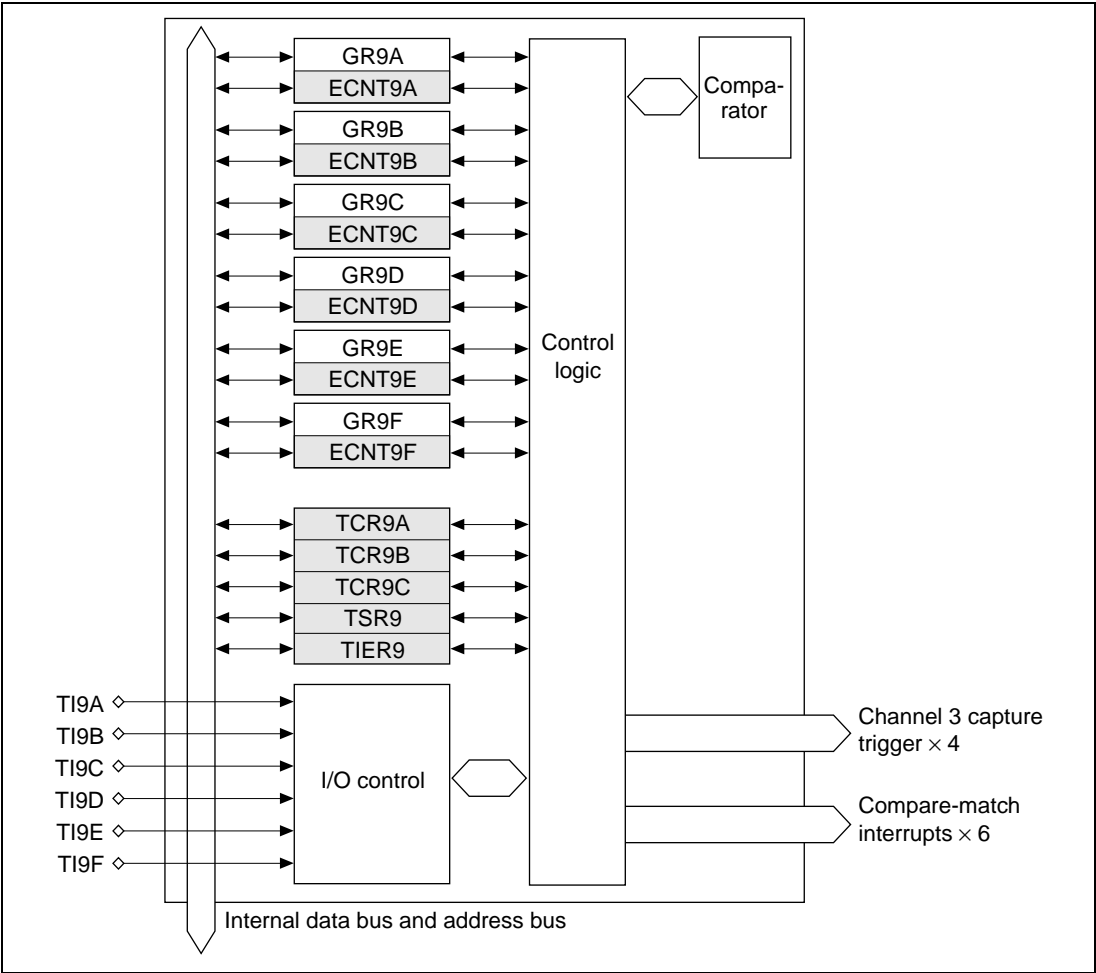 GR9A
ECNT9A
GR9B
ECNT9B
GR9C
ECNT9C
GR9D
ECNT9D
GR9E
ECNT9E
GR9F
ECNT9F
TCR9A
TCR9B
TCR9C
TSR9
TIER9
Control
logic
Compa-
rator
TI9A
TI9B
TI9C
TI9D
TI9E
TI9F
I/O control
Channel 3 capture
trigger × 4
Compare-match
interrupts × 6
Internal data bus and address bus